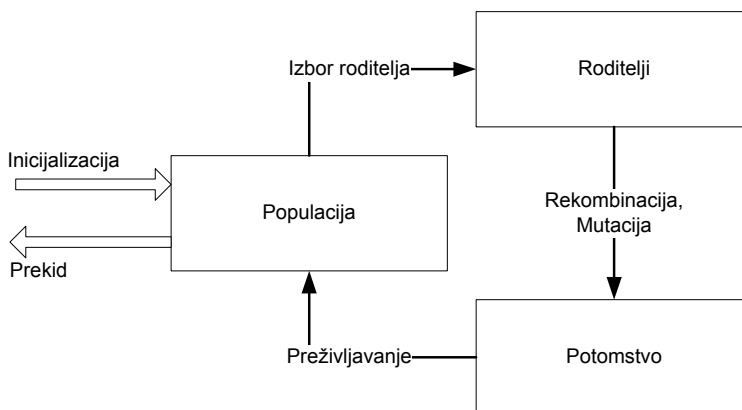 Izbor roditelja
Roditelji
Inicijalizacija
Populacija
Rekombinacija,
Mutacija
Prekid
Preživljavanje
Potomstvo